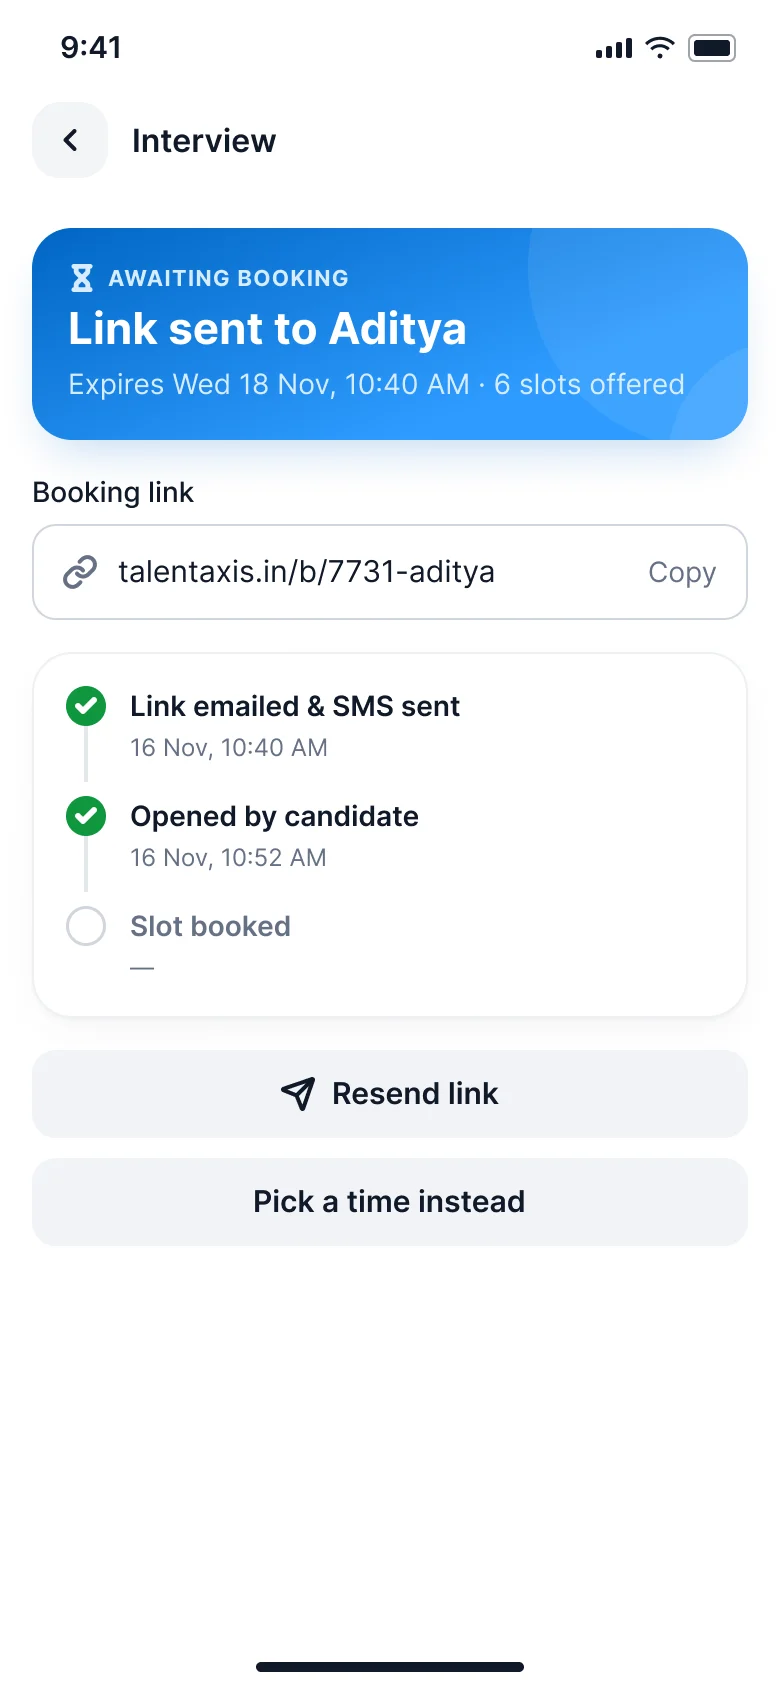 9:41
Interview
AWAITING BOOKING
Link sent to Aditya
Expires Wed 18 Nov, 10:40 AM · 6 slots offered
Booking link
talentaxis.in/b/7731-aditya Copy
Link emailed & SMS sent
16 Nov, 10:40 AM
Opened by candidate
16 Nov, 10:52 AM
Slot booked
—
Resend link
Pick a time instead